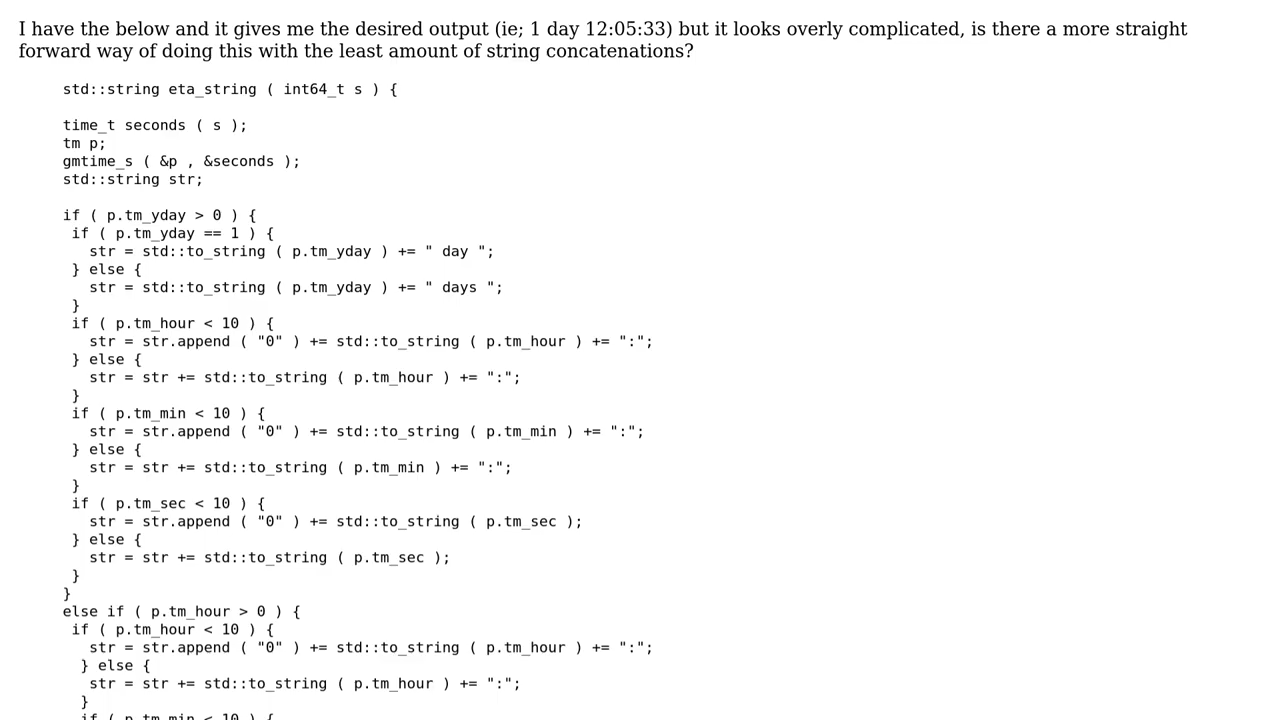 I have the below and it gives me the desired output (ie; 1 day 12:05:33) but it looks overly complicated, is there a more straight
forward way of doing this with the least amount of string concatenations?
std::string eta_string ( int64_t s ) {
time_t seconds ( s );
tm p;
gmtime_s ( &p , &seconds );
std::string str;
if ( p.tm_yday > 0 ) {
if ( p.tm_yday == 1 ) {
str = std::to_string ( p.tm_yday ) += " day ";
} else {
str = std::to_string ( p.tm_yday ) += " days ";
}
if ( p.tm_hour < 10 ) {
str = str.append ( "0" ) += std::to_string ( p.tm_hour ) += ":";
} else {
str = str += std::to_string ( p.tm_hour ) += ":";
}
if ( p.tm_min < 10 ) {
str = str.append ( "0" ) += std::to_string ( p.tm_min ) += ":";
} else {
str = str += std::to_string ( p.tm_min ) += ":";
}
if ( p.tm_sec < 10 ) {
str = str.append ( "0" ) += std::to_string ( p.tm_sec );
} else {
str = str += std::to_string ( p.tm_sec );
}
}
else if ( p.tm_hour > 0 ) {
if ( p.tm_hour < 10 ) {
str = str.append ( "0" ) += std::to_string ( p.tm_hour ) += ":";
} else {
str = str += std::to_string ( p.tm_hour ) += ":";
}
if ( p.tm_min < 10 ) {